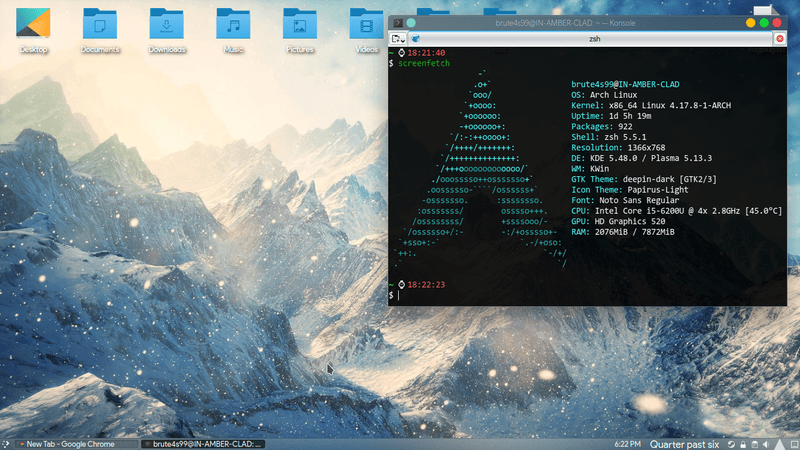 Desktop
Documents
Downloads
Music
Pictures
Videos
brute4s99@IN-AMBER-CLAD: ~ — Konsole
zsh
~ 18:21:40
$ screenfetch
brute4s99@IN-AMBER-CLAD
OS: Arch Linux
Kernel: x86_64 Linux 4.17.8-1-ARCH
Uptime: 1d 5h 19m
Packages: 922
Shell: zsh 5.5.1
Resolution: 1366x768
DE: KDE 5.48.0 / Plasma 5.13.3
WM: KWin
GTK Theme: deepin-dark [GTK2/3]
Icon Theme: Papirus-Light
Font: Noto Sans Regular
CPU: Intel Core i5-6200U @ 4x 2.8GHz [45.0°C]
GPU: HD Graphics 520
RAM: 2076MiB / 7872MiB
~ 18:22:23
$
New Tab - Google Chrome
brute4s99@IN-AMBER-CLAD: ...
6:22 PM
Quarter past six